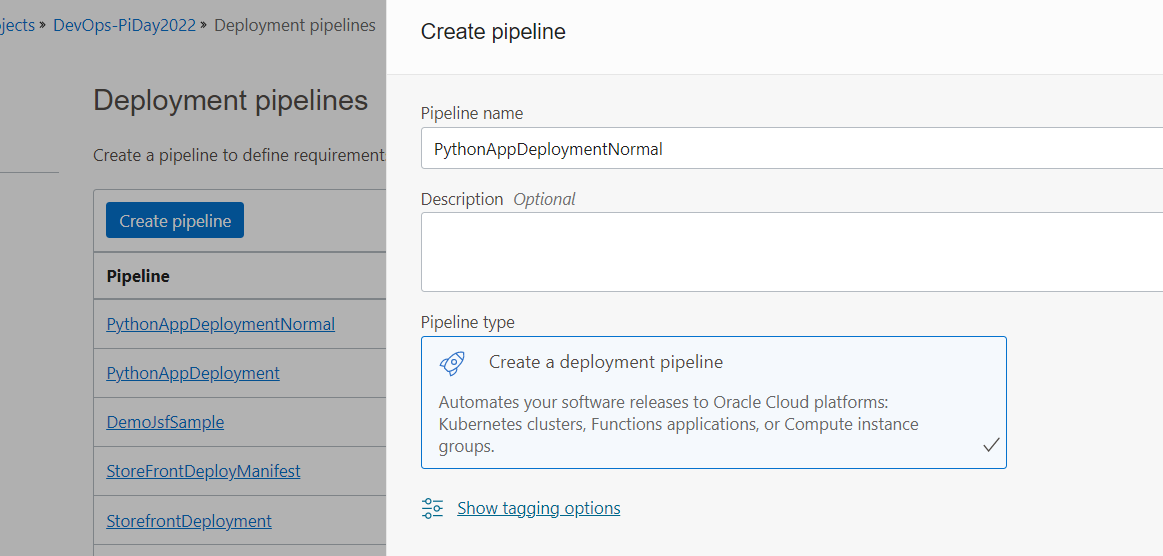 jects » DevOps-PiDay2022 » Deployment pipelines
Deployment pipelines
Create a pipeline to define requirement
Create pipeline
Pipeline
PythonAppDeploymentNormal
PythonAppDeployment
DemoJsfSample
StoreFrontDeployManifest
StorefrontDeployment
Create pipeline
Pipeline name
PythonAppDeploymentNormal
Description Optional
Pipeline type
Create a deployment pipeline
Automates your software releases to Oracle Cloud platforms:
Kubernetes clusters, Functions applications, or Compute instance
groups.
Show tagging options